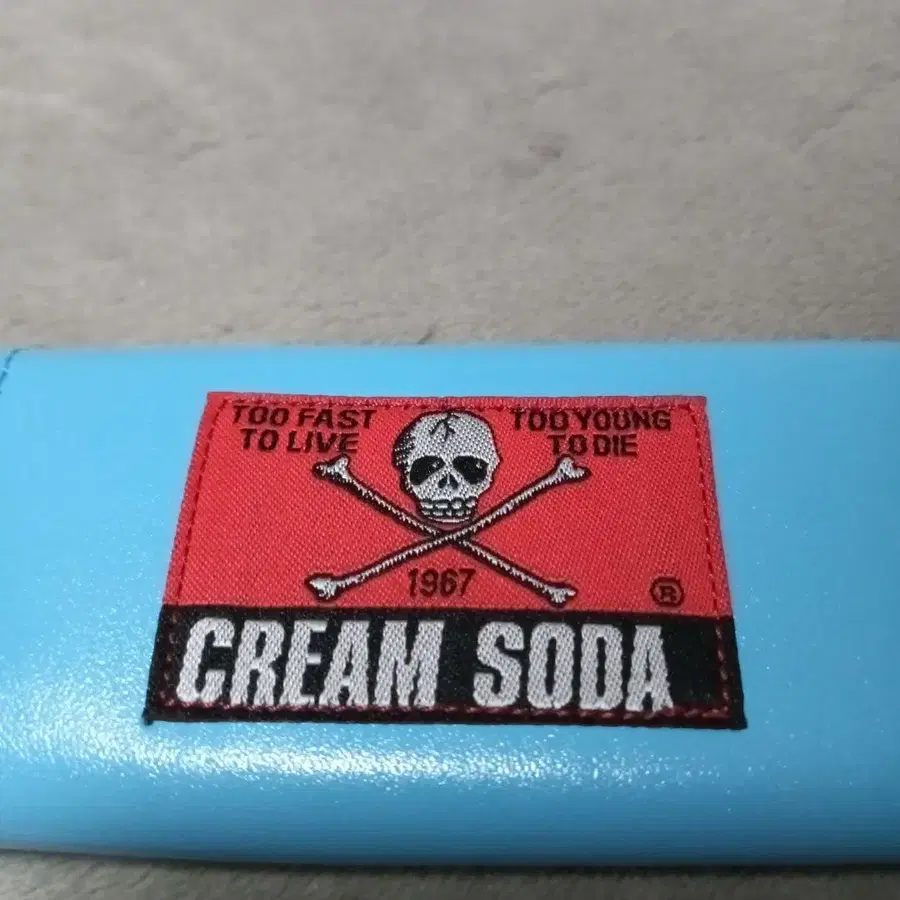 TOO FAST TOO YOUNG
TO LIVE TO DIE
1967
®
CREAM SODA